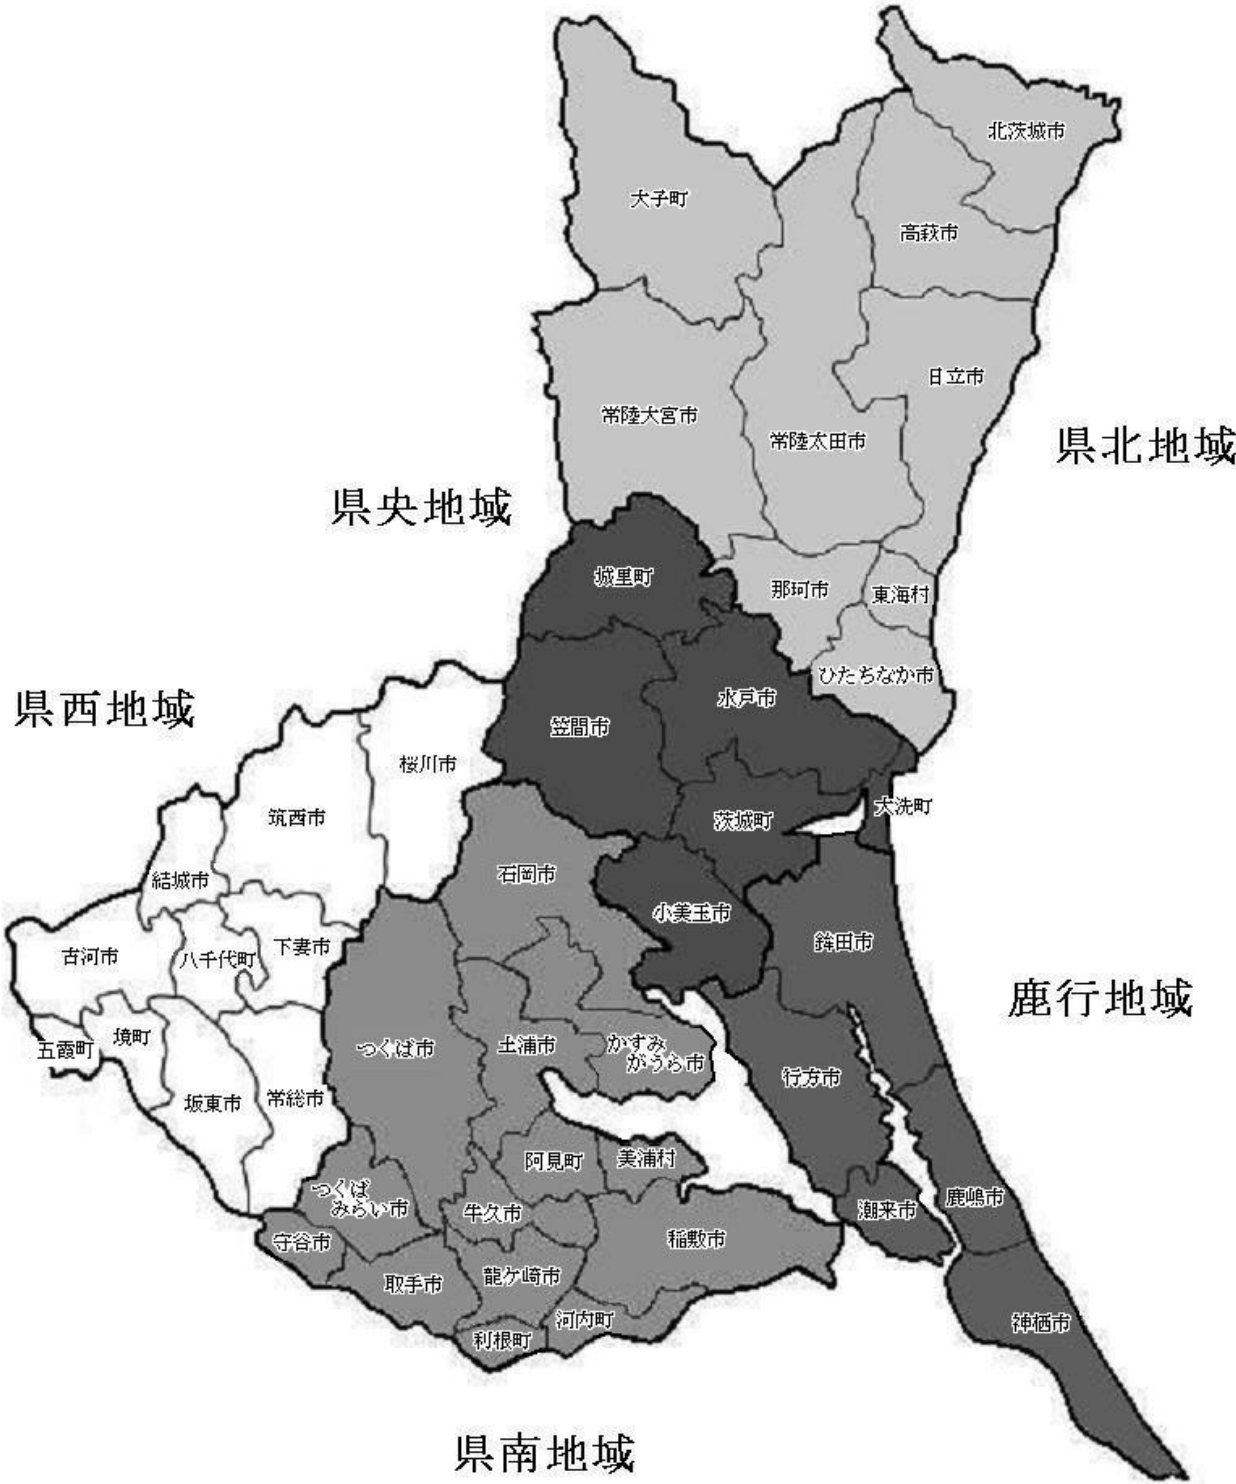 北茨城市
大子町
高萩市
日立市
常陸大宮市
常陸太田市
県北地域
県央地域
城里町
那珂市
東海村
ひたちなか市
水戸市
笠間市
県西地域
桜川市
大洗町
筑西市
茨城町
石岡市
結城市
小美玉市
鉾田市
下妻市
古河市
八千代町
鹿行地域
境町
五霞町
つくば市
土浦市
かすみ
がうら市
行方市
常総市
坂東市
阿見町
美浦村
つくば
みらい市
鹿嶋市
潮来市
牛久市
稲敷市
守谷市
龍ケ崎市
取手市
河内町
神栖市
利根町
県南地域